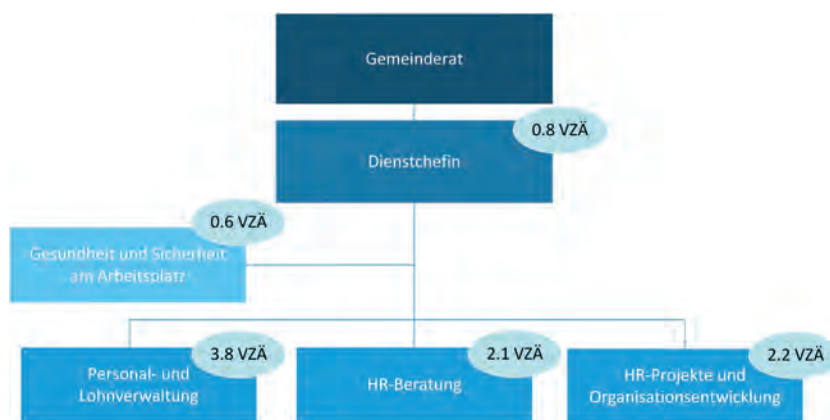 Gemeinderat
0.8 VZÄ
Dienstchefin
0.6 VZÄ
Gesundheit und Sicherheit
am Arbeitsplatz
3.8 VZÄ
Personal- und
Lohnverwaltung
2.1 VZÄ
HR-Beratung
2.2 VZÄ
HR-Projekte und
Organisationsentwicklung